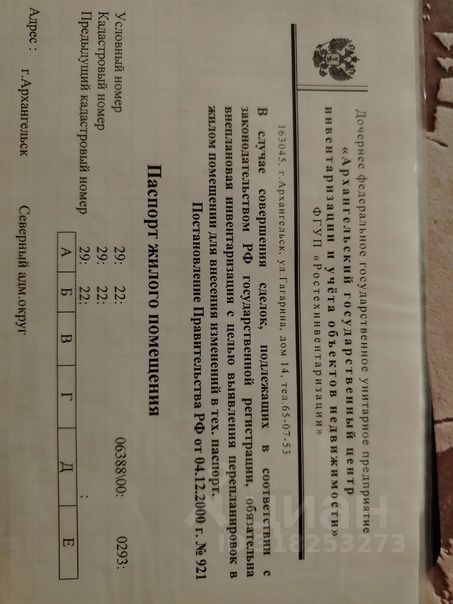 Дочернее федеральное государственное унитарное предприятие
«Архангельский государственный центр
инвентаризации и учёта объектов недвижимости»
ФГУП «Ростехинвентаризации»
163045, г.Архангельск, ул.Гагарина, дом 14, тел.65-07-53
В случае совершения сделок, подлежащих в соответствии с
законодательством РФ государственной регистрации, обязательна
внеплановая инвентаризация с целью выявления перепланировок в
жилом помещении для внесения изменений в тех. паспорт.
Постановление Правительства РФ от 04.12.2000 г. № 921
Паспорт жилого помещения
Условный номер 29: 22: 06388\00: 0293:
Кадастровый номер 29: 22:
Предыдущий кадастровый номер 29: 22: :
А Б В Г Д Е
Адрес : г.Архангельск Северный адм.округ
ЦИАН
18253273